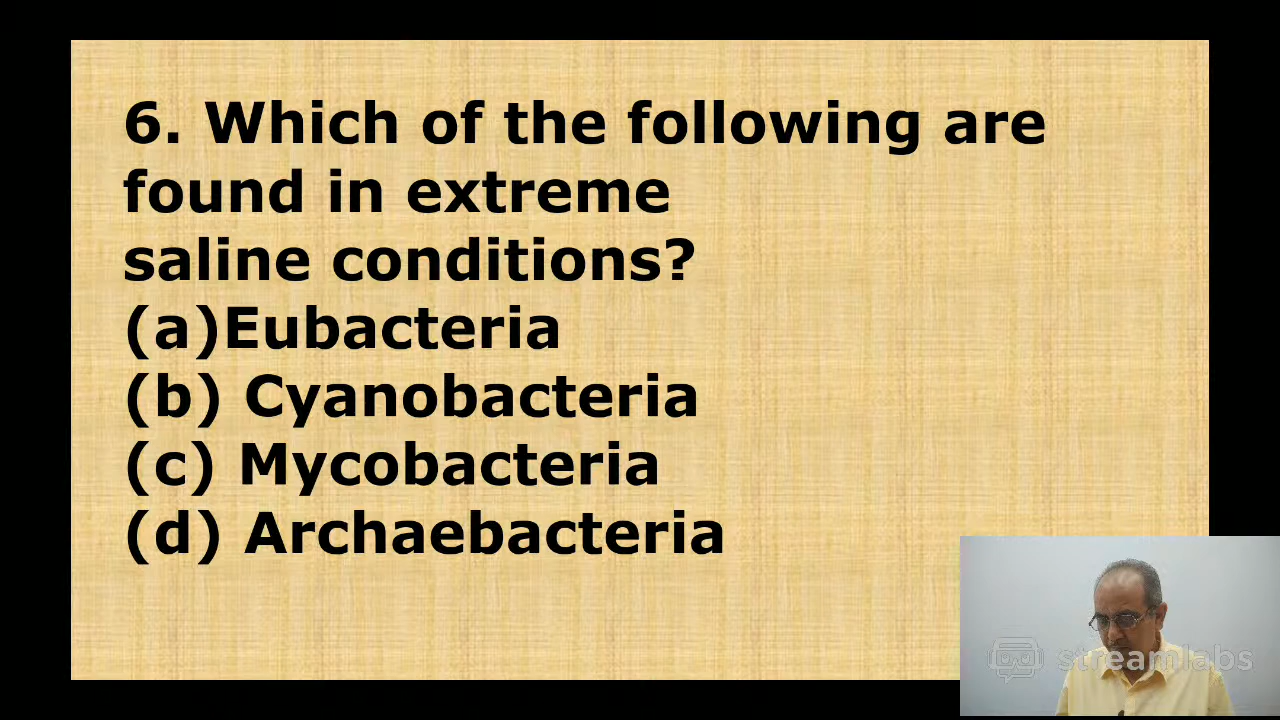 6. Which of the following are
found in extreme
saline conditions?
(a)Eubacteria
(b) Cyanobacteria
(c) Mycobacteria
(d) Archaebacteria
streamlabs